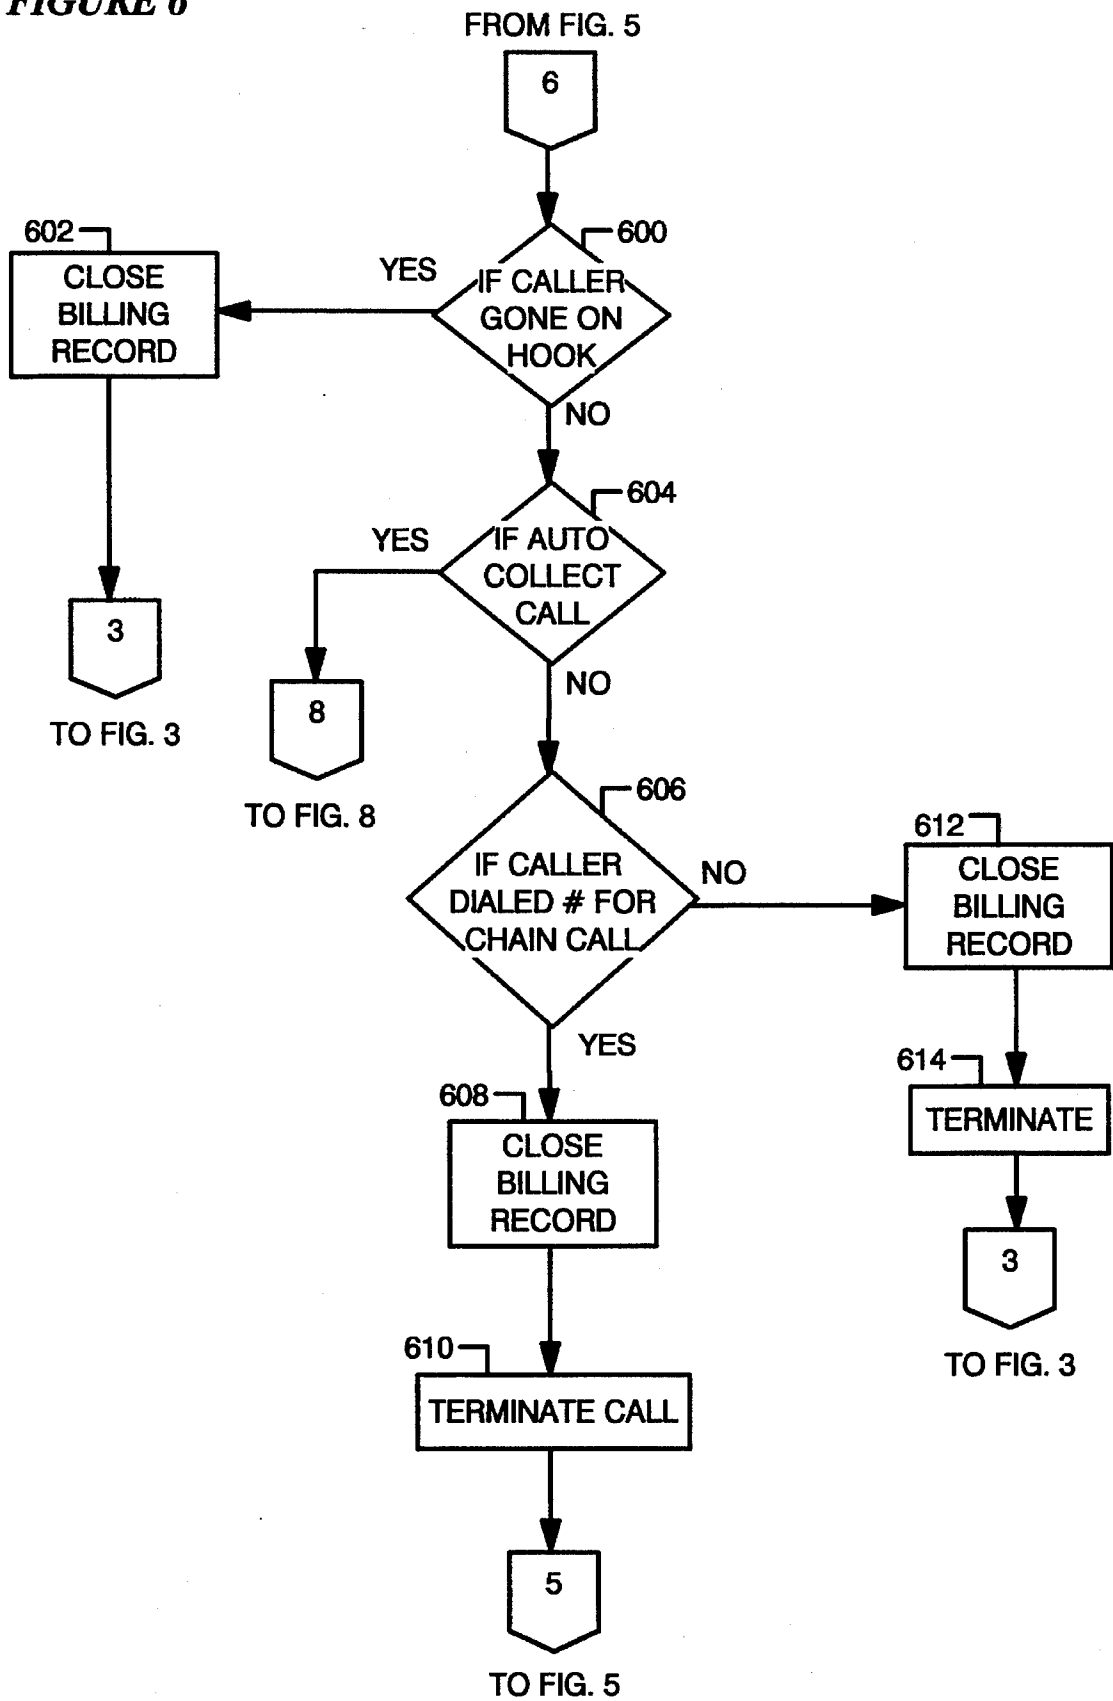 FIGURE 6
FROM FIG. 5
6
600
602
IF CALLER
GONE ON
HOOK
YES
CLOSE
BILLING
RECORD
NO
3
TO FIG. 3
604
IF AUTO
COLLECT
CALL
YES
8
TO FIG. 8
NO
606
IF CALLER
DIALED # FOR
CHAIN CALL
NO
612
CLOSE
BILLING
RECORD
614
TERMINATE
3
TO FIG. 3
YES
608
CLOSE
BILLING
RECORD
610
TERMINATE CALL
5
TO FIG. 5